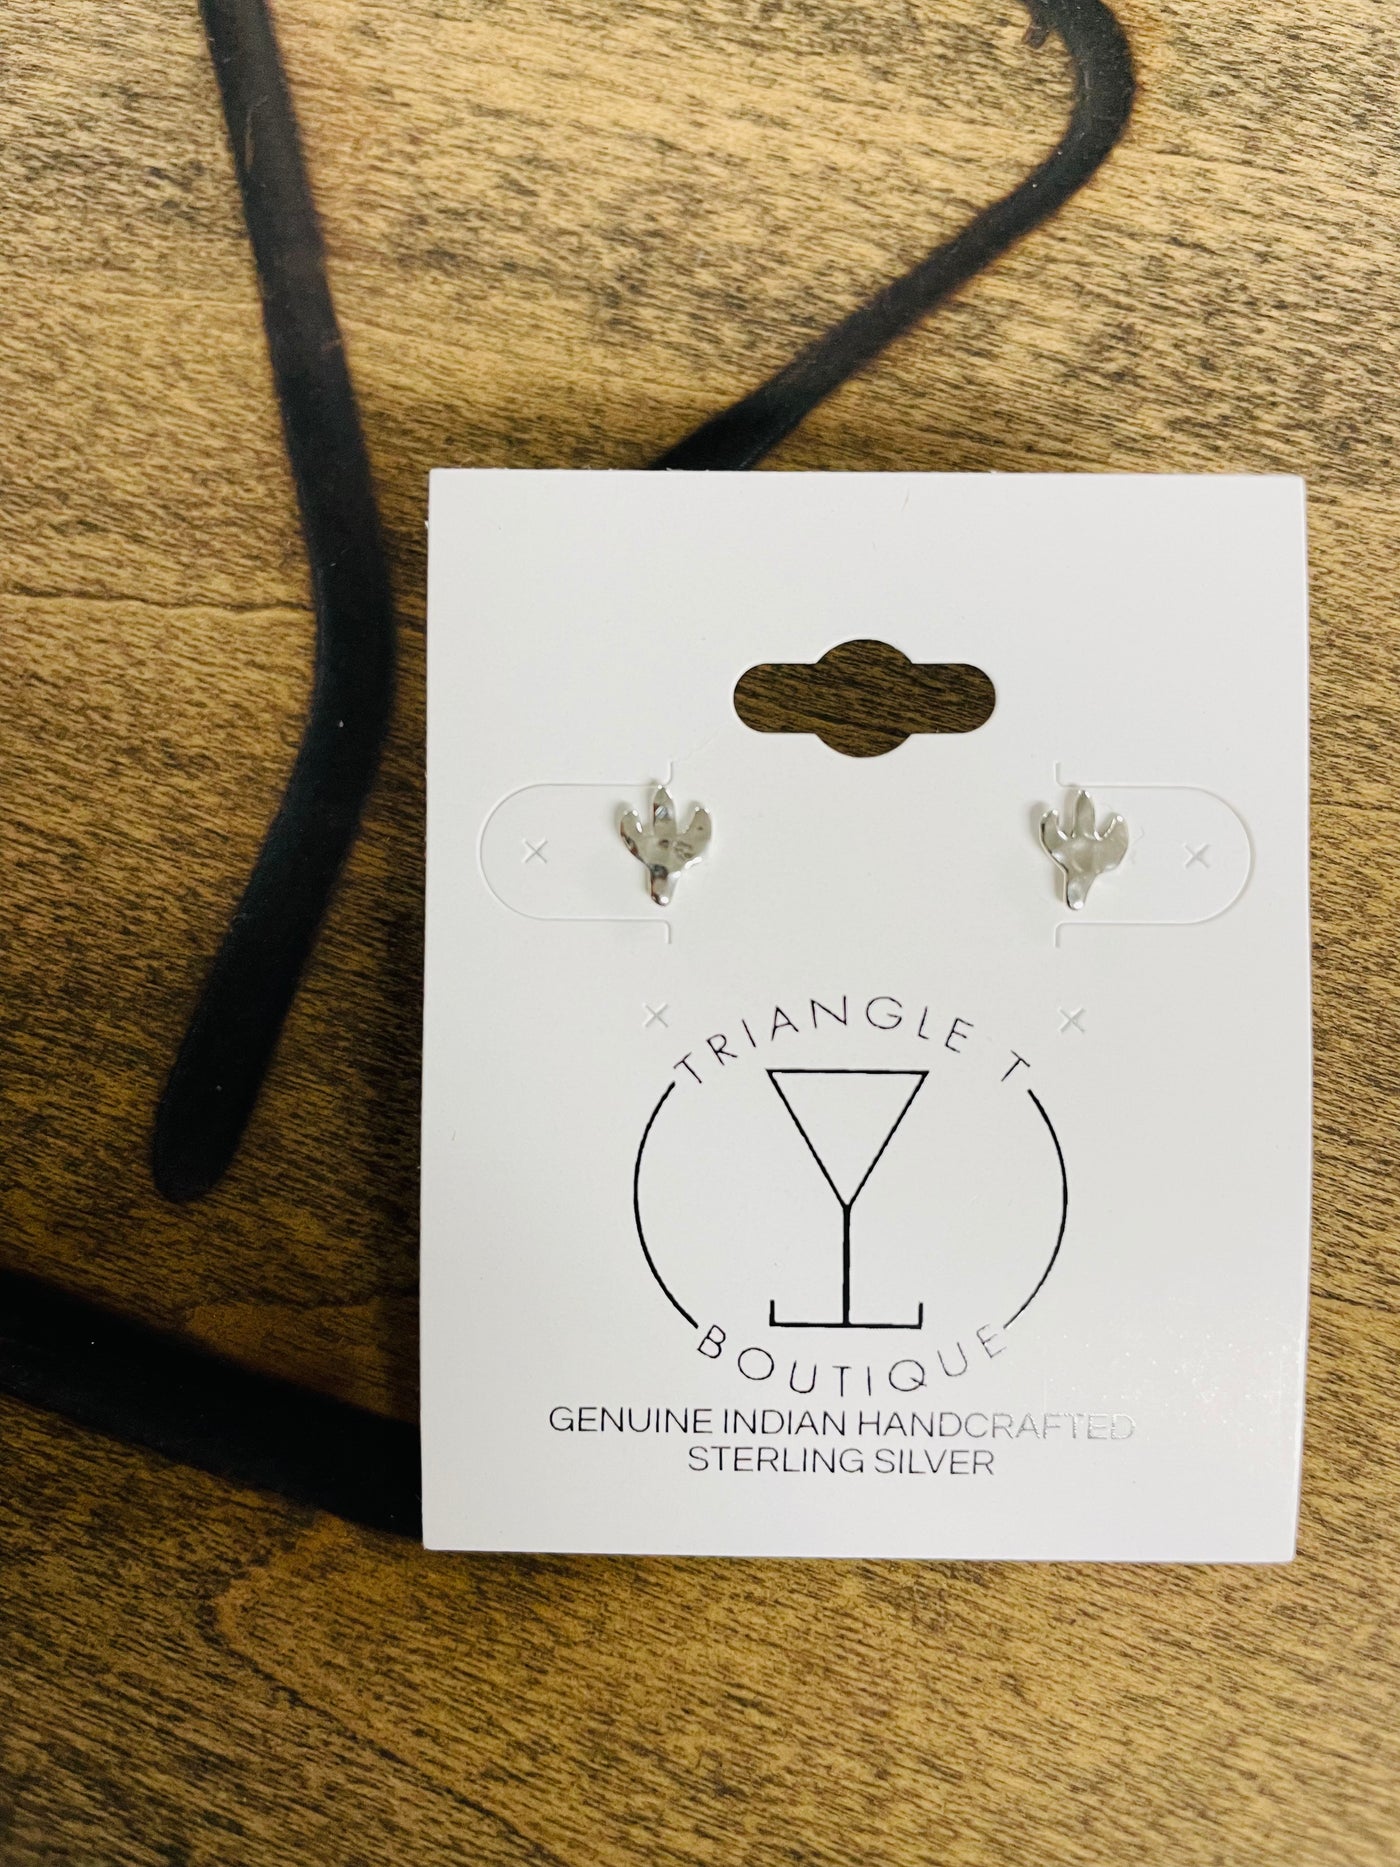 TRIANGLE T
BOUTIQUE
GENUINE INDIAN HANDCRAFTED
STERLING SILVER